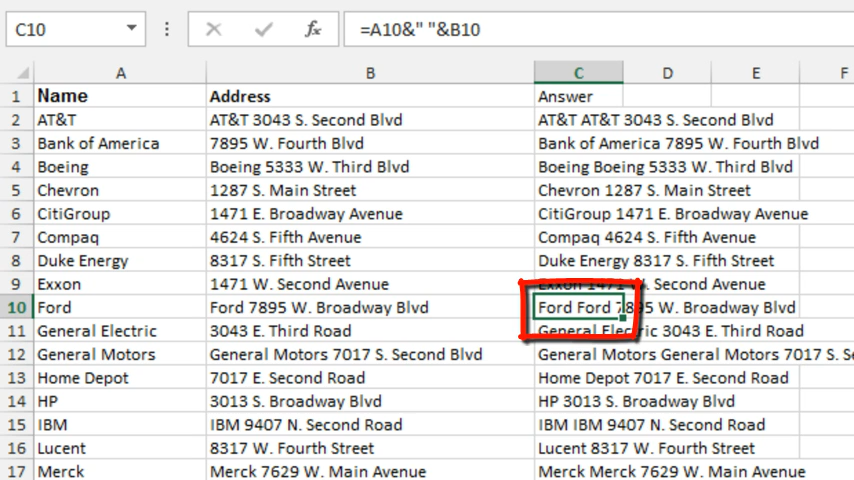 C10 fx =A10&" "&B10
A B C D E F
1 Name Address Answer
2 AT&T AT&T 3043 S. Second Blvd AT&T AT&T 3043 S. Second Blvd
3 Bank of America 7895 W. Fourth Blvd Bank of America 7895 W. Fourth Blvd
4 Boeing Boeing 5333 W. Third Blvd Boeing Boeing 5333 W. Third Blvd
5 Chevron 1287 S. Main Street Chevron 1287 S. Main Street
6 CitiGroup 1471 E. Broadway Avenue CitiGroup 1471 E. Broadway Avenue
7 Compaq 4624 S. Fifth Avenue Compaq 4624 S. Fifth Avenue
8 Duke Energy 8317 S. Fifth Street Duke Energy 8317 S. Fifth Street
9 Exxon 1471 W. Second Avenue Exxon 1471 W. Second Avenue
10 Ford Ford 7895 W. Broadway Blvd Ford Ford 7895 W. Broadway Blvd
11 General Electric 3043 E. Third Road General Electric 3043 E. Third Road
12 General Motors General Motors 7017 S. Second Blvd General Motors General Motors 7017 S. Se
13 Home Depot 7017 E. Second Road Home Depot 7017 E. Second Road
14 HP 3013 S. Broadway Blvd HP 3013 S. Broadway Blvd
15 IBM IBM 9407 N. Second Road IBM IBM 9407 N. Second Road
16 Lucent 8317 W. Fourth Street Lucent 8317 W. Fourth Street
17 Merck Merck 7629 W. Main Avenue Merck Merck 7629 W. Main Avenue